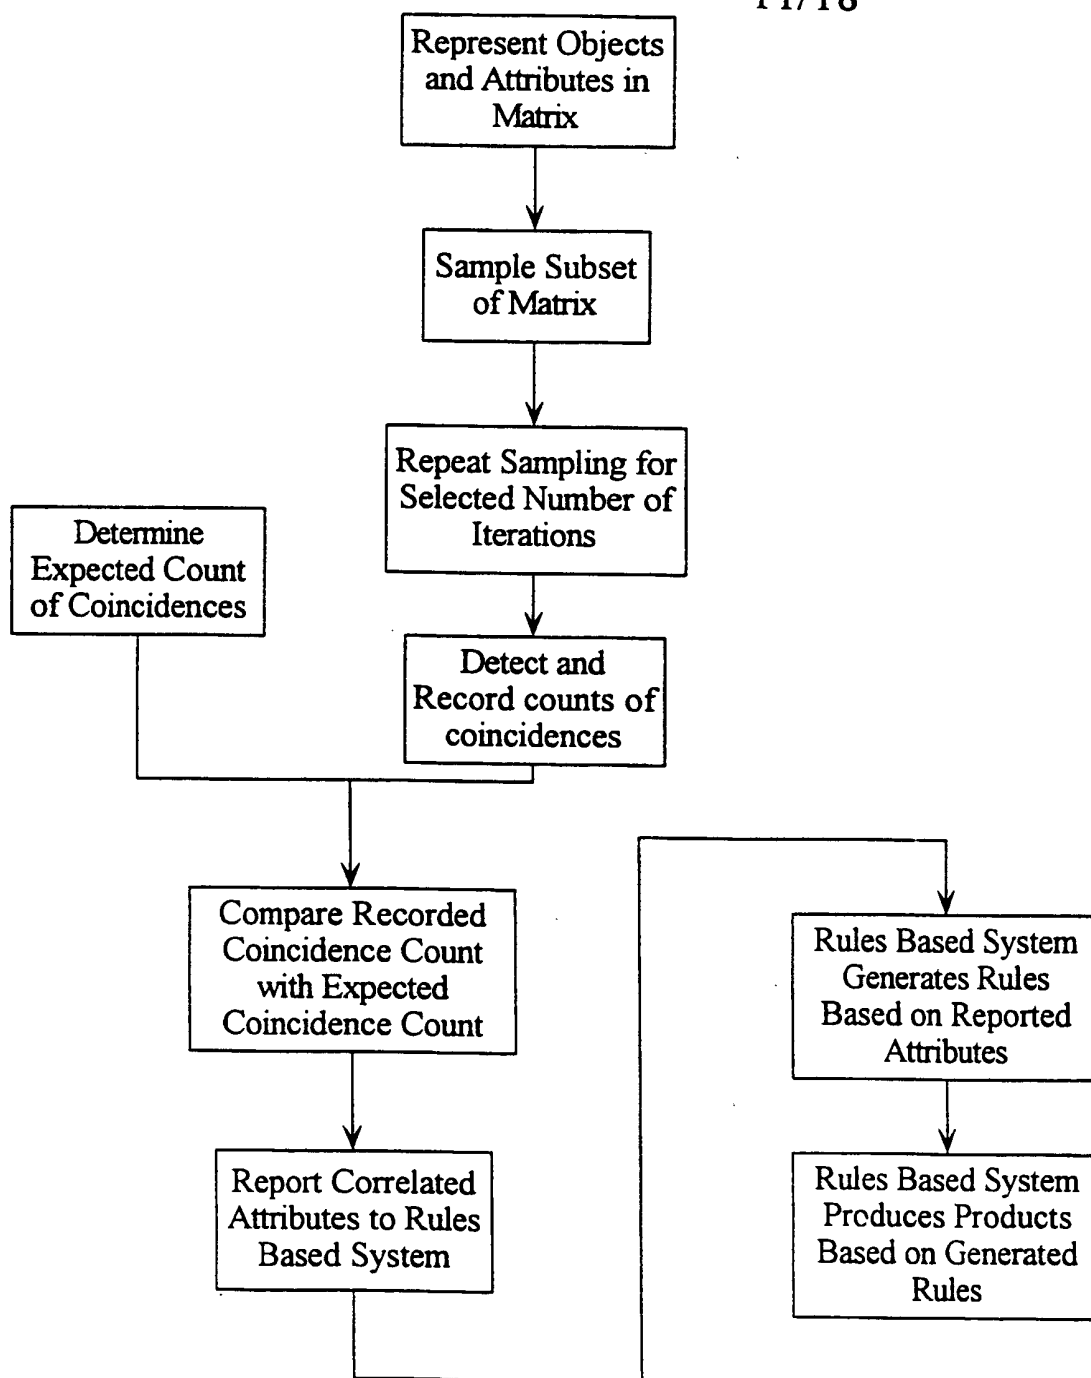 Represent Objects
and Attributes in
Matrix
Sample Subset
of Matrix
Repeat Sampling for
Selected Number of
Iterations
Determine
Expected Count
of Coincidences
Detect and
Record counts of
coincidences
Compare Recorded
Coincidence Count
with Expected
Coincidence Count
Report Correlated
Attributes to Rules
Based System
Rules Based System
Generates Rules
Based on Reported
Attributes
Rules Based System
Produces Products
Based on Generated
Rules